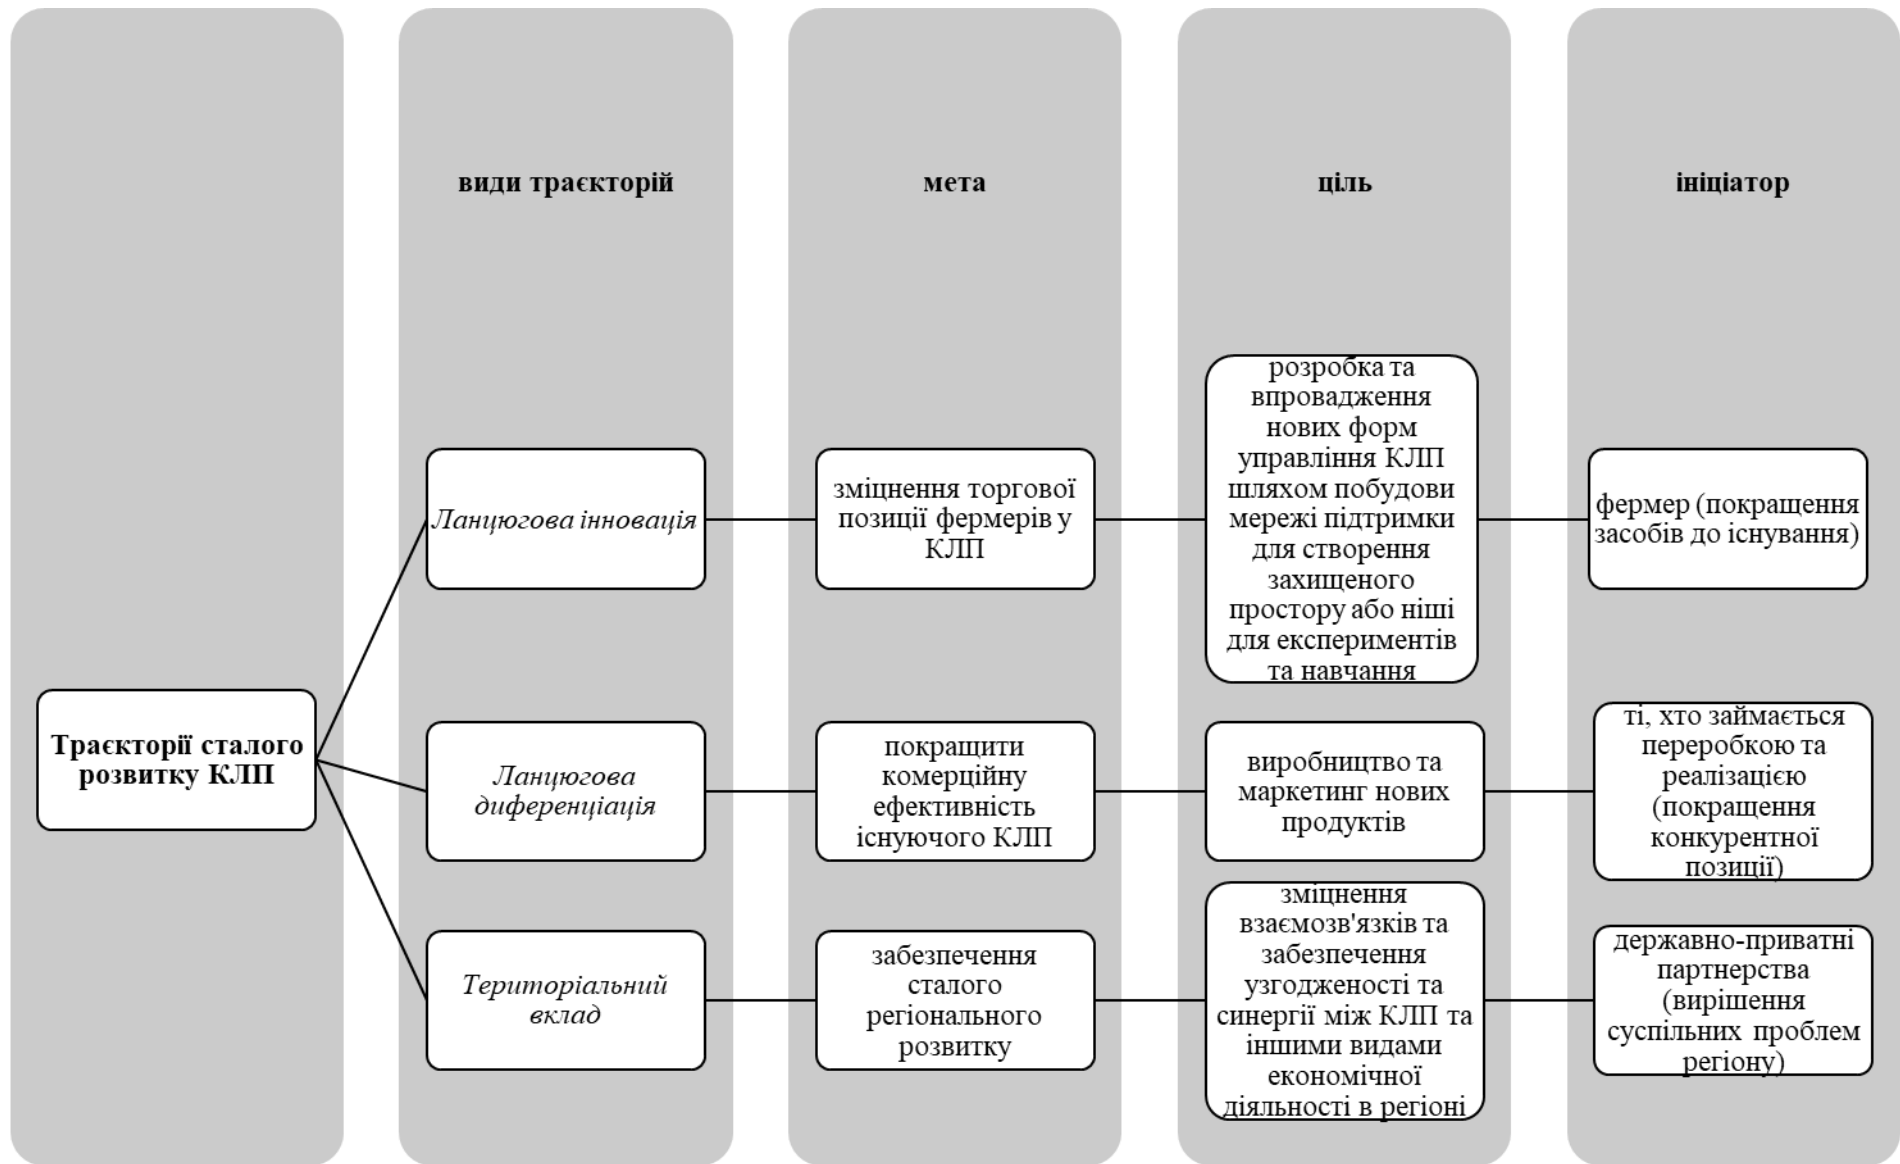 види траєкторій
мета
ціль
ініціатор
Траєкторії сталого
розвитку КЛП
Ланцюгова інновація
зміцнення торгової
позиції фермерів у
КЛП
розробка та
впровадження
нових форм
управління КЛП
шляхом побудови
мережі підтримки
для створення
захищеного
простору або ніші
для експериментів
та навчання
фермер (покращення
засобів до існування)
Ланцюгова
диференціація
покращити
комерційну
ефективність
існуючого КЛП
виробництво та
маркетинг нових
продуктів
ті, хто займається
переробкою та
реалізацією
(покращення
конкурентної
позиції)
Територіальний
вклад
забезпечення
сталого
регіонального
розвитку
зміцнення
взаємозв'язків та
забезпечення
узгодженості та
синергії між КЛП та
іншими видами
економічної
діяльності в регіоні
державно-приватні
партнерства
(вирішення
суспільних проблем
регіону)